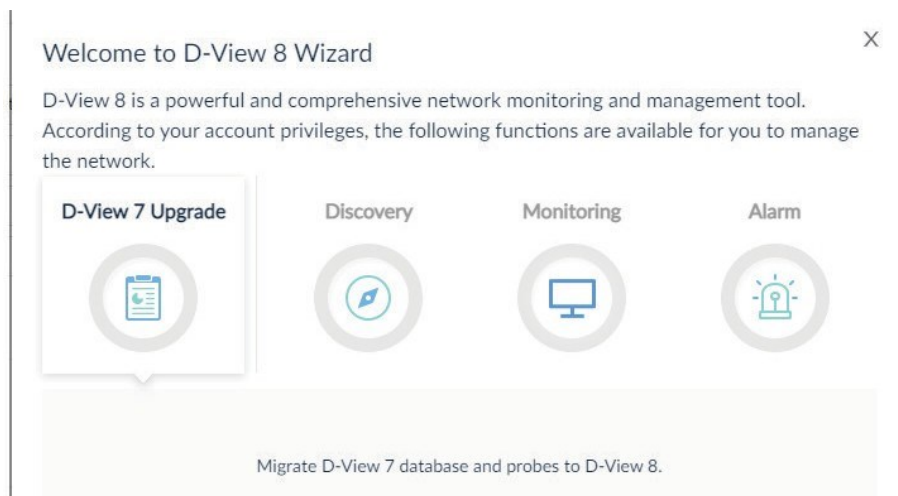 Welcome to D-View 8 Wizard
X
D-View 8 is a powerful and comprehensive network monitoring and management tool.
According to your account privileges, the following functions are available for you to manage
the network.
D-View 7 Upgrade
Discovery
Monitoring
Alarm
Migrate D-View 7 database and probes to D-View 8.